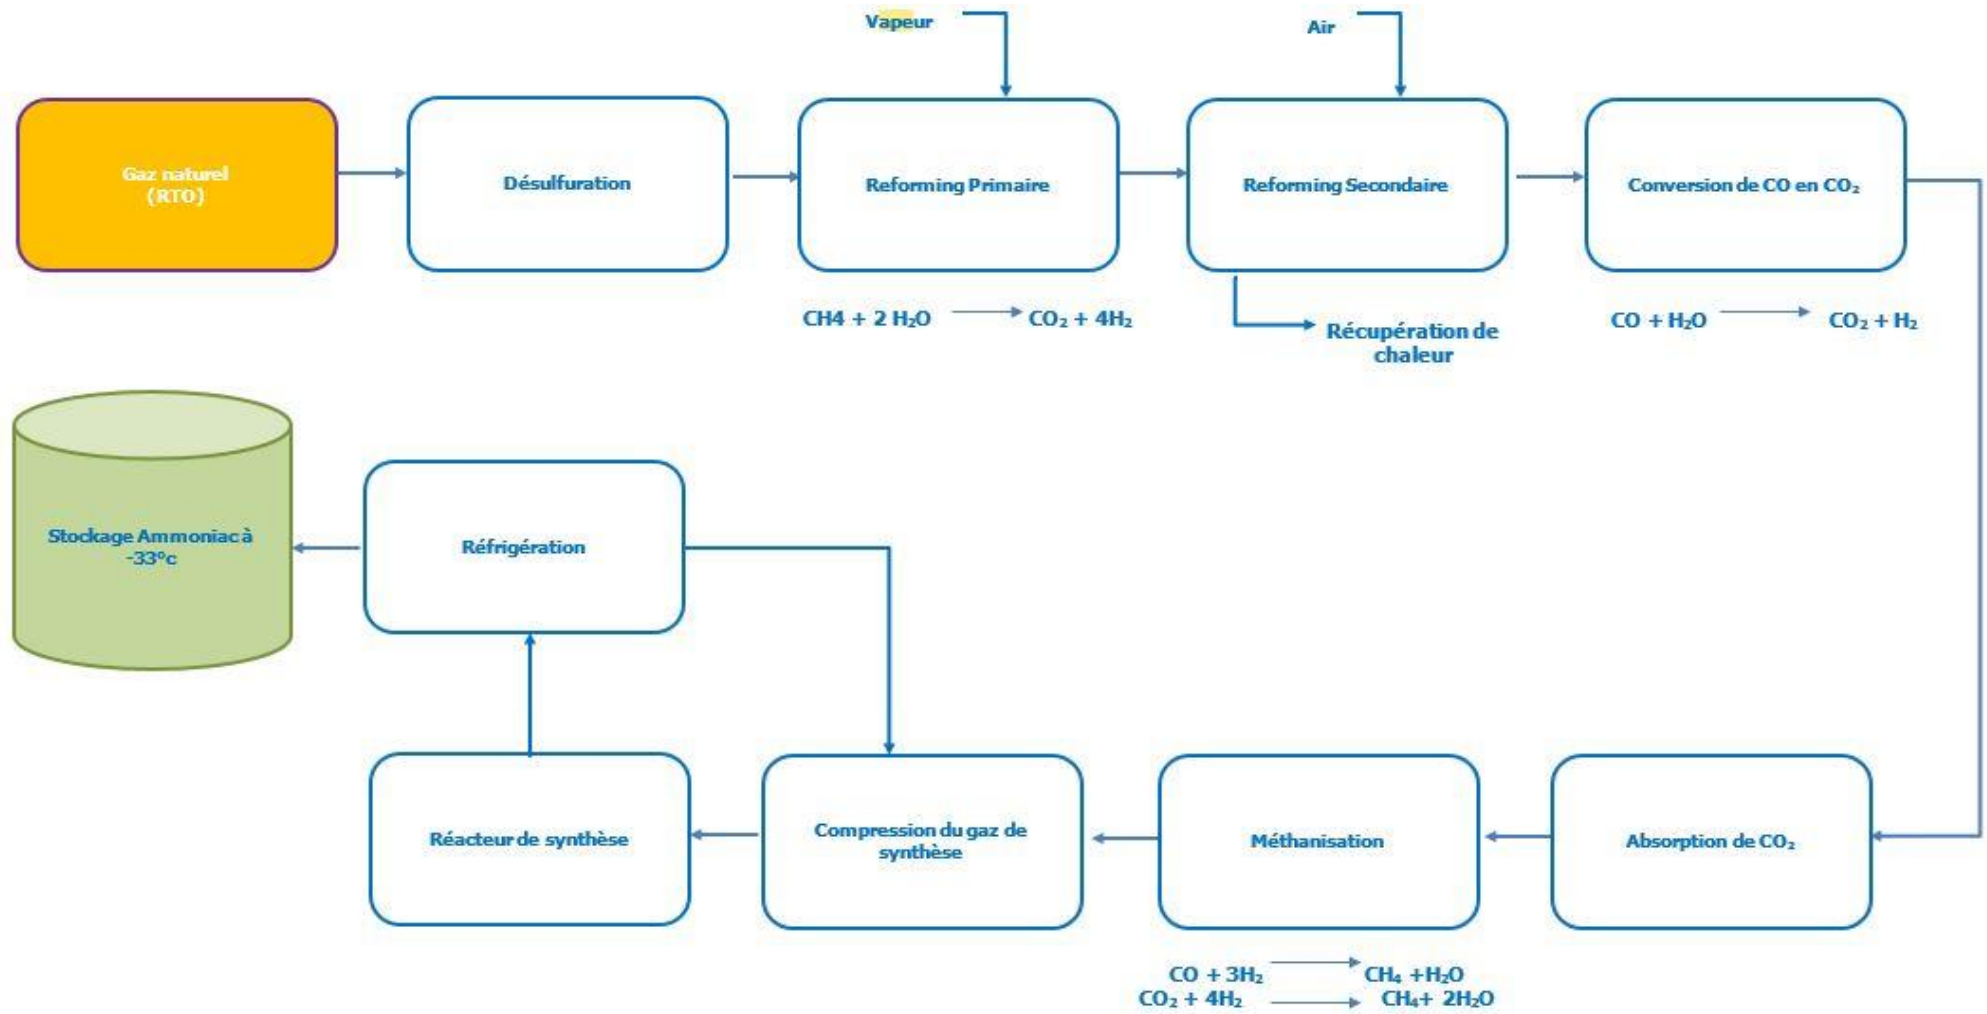 Vapeur
Air
Gaz naturel
(RTO)
Désulfuration
Reforming Primaire
Reforming Secondaire
Conversion de CO en CO₂
CH4 + 2 H₂O → CO₂ + 4H₂
Récupération de
chaleur
CO + H₂O → CO₂ + H₂
Stockage Ammoniac à
-33°c
Réfrigération
Réacteur de synthèse
Compression du gaz de
synthèse
Méthanisation
Absorption de CO₂
CO + 3H₂ → CH₄ +H₂O
CO₂ + 4H₂ → CH₄+ 2H₂O